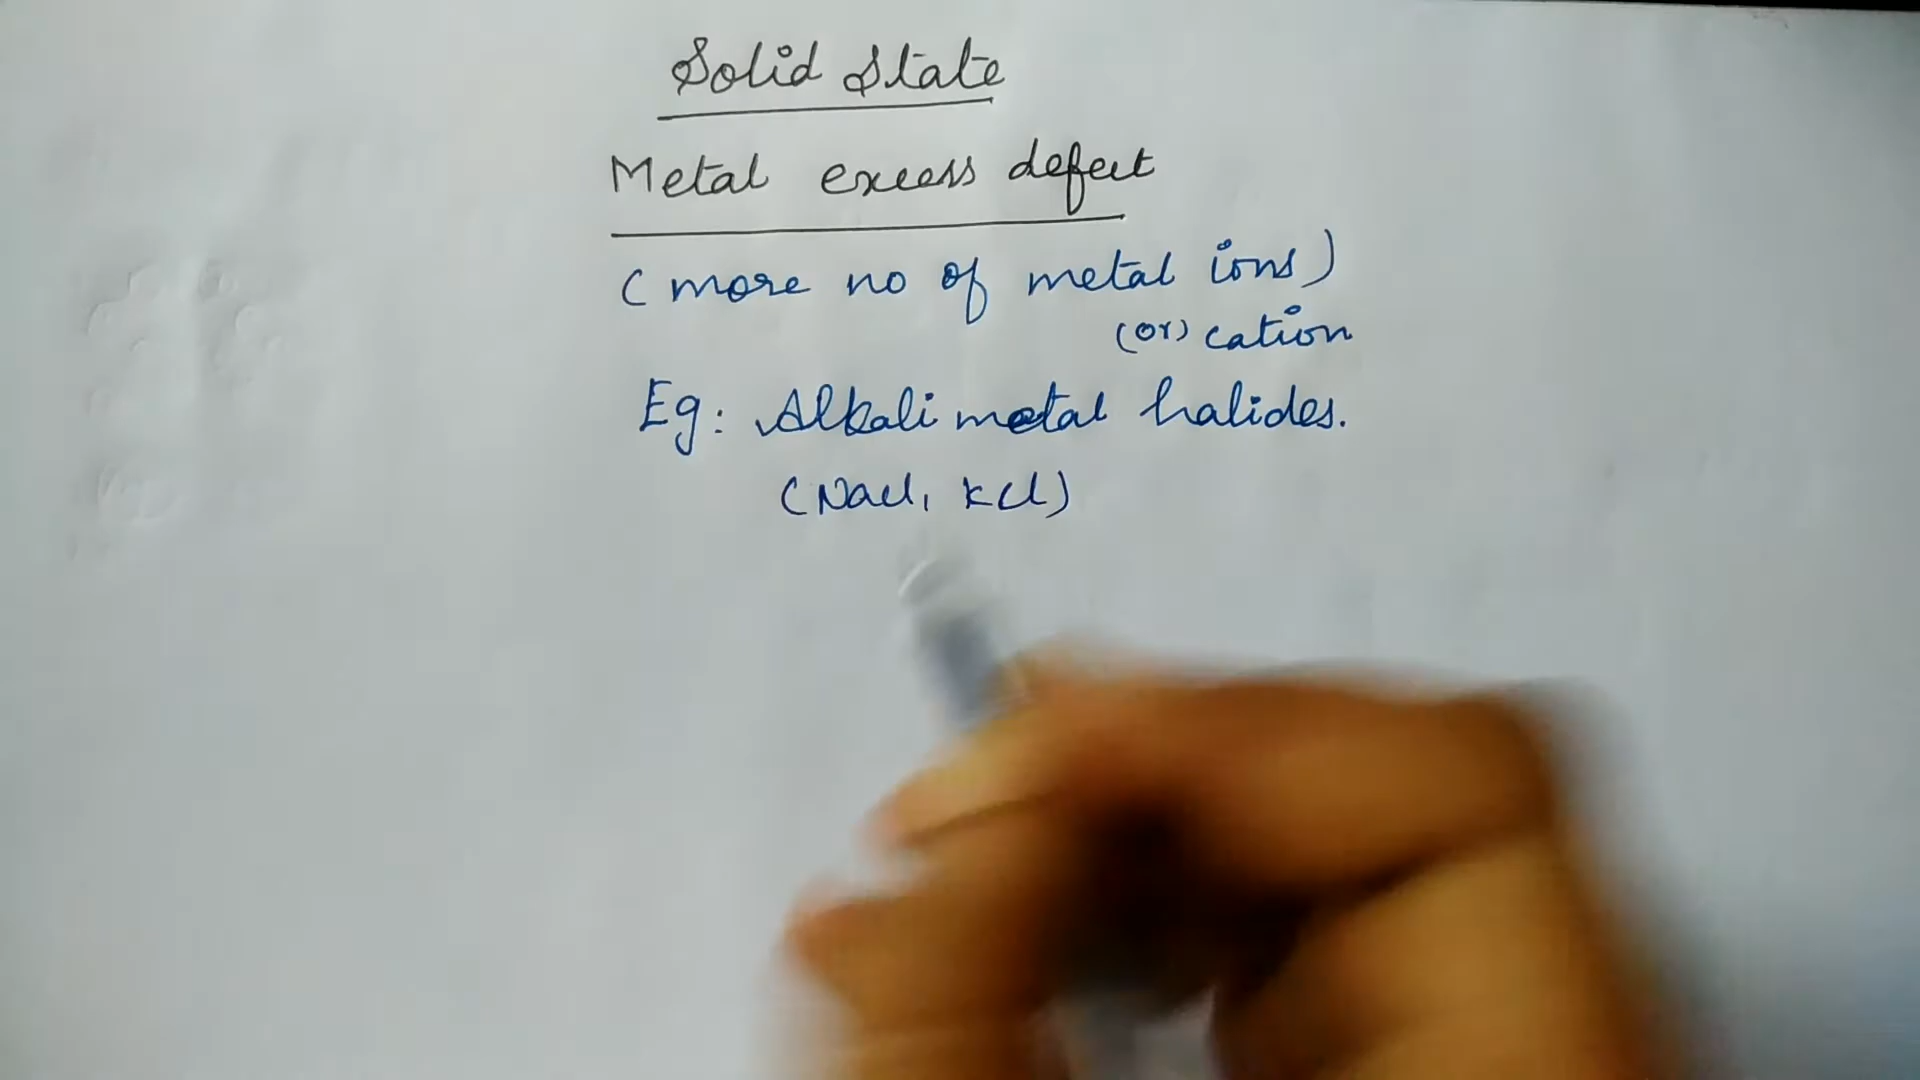 Solid State
Metal excess defect
(more no of metal ions)
(or) cation
Eg: Alkali metal halides.
(NaCl, KCl)